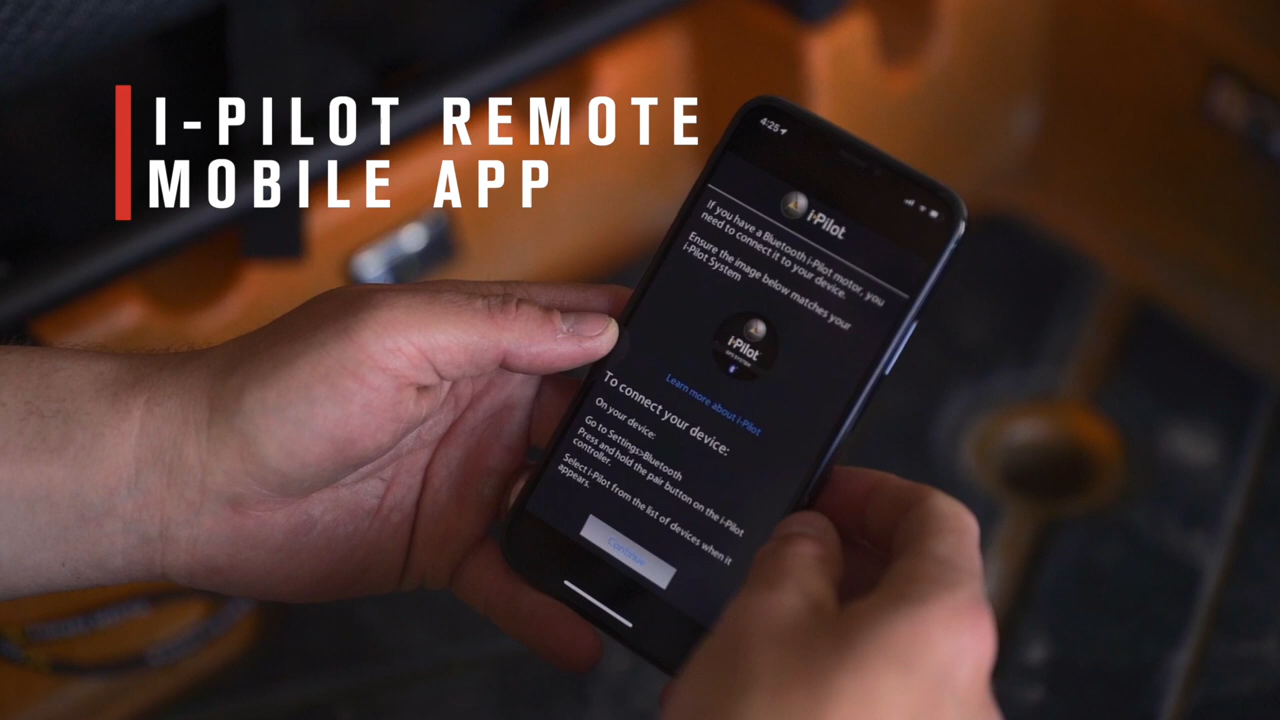 I-PILOT REMOTE
MOBILE APP
4:25
i-Pilot
If you have a Bluetooth i-Pilot motor, you
need to connect it to your device.
Ensure the image below matches your
i-Pilot System
i-Pilot
GPS SYSTEM
Learn more about i-Pilot
To connect your device:
On your device:
Go to Settings>Bluetooth
Press and hold the pair button on the i-Pilot
controller.
Select i-Pilot from the list of devices when it
appears.
Continue